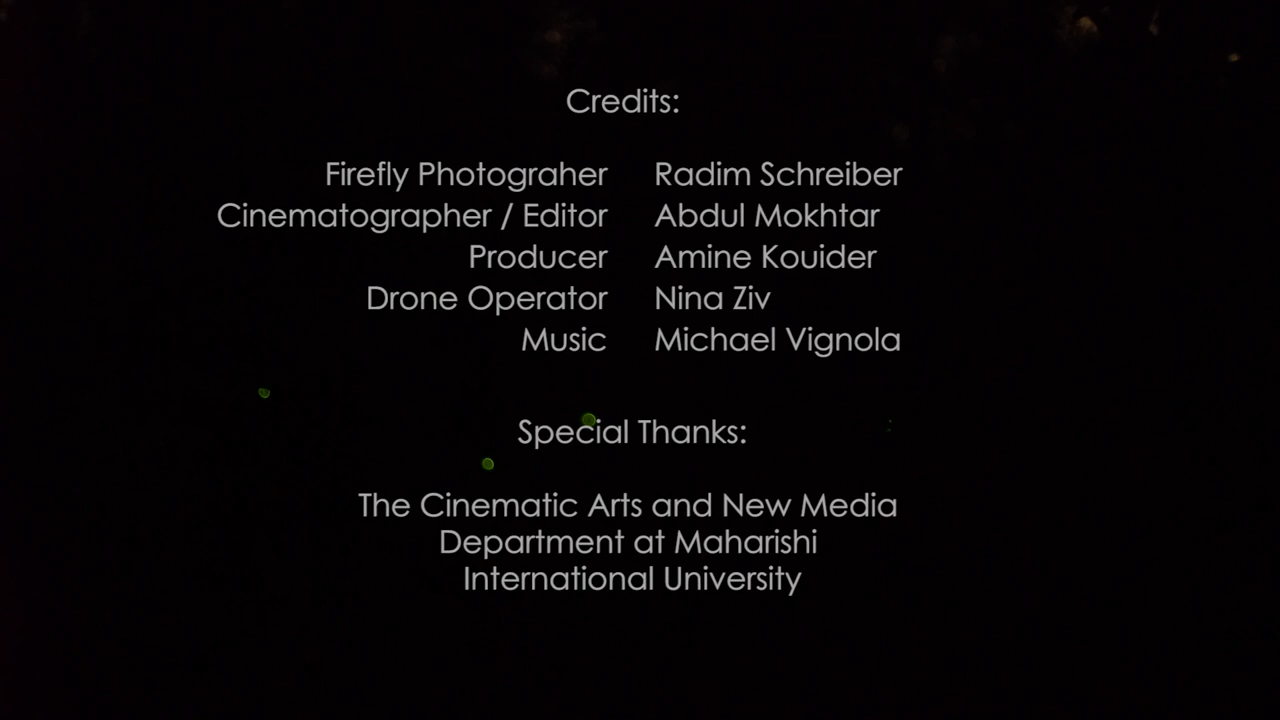 Credits:
Firefly Photograher Radim Schreiber
Cinematographer / Editor Abdul Mokhtar
Producer Amine Kouider
Drone Operator Nina Ziv
Music Michael Vignola
Special Thanks:
The Cinematic Arts and New Media
Department at Maharishi
International University